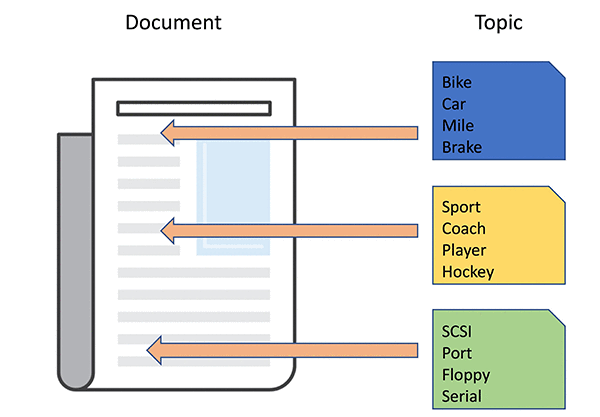 Document
Topic
Bike
Car
Mile
Brake
Sport
Coach
Player
Hockey
SCSI
Port
Floppy
Serial